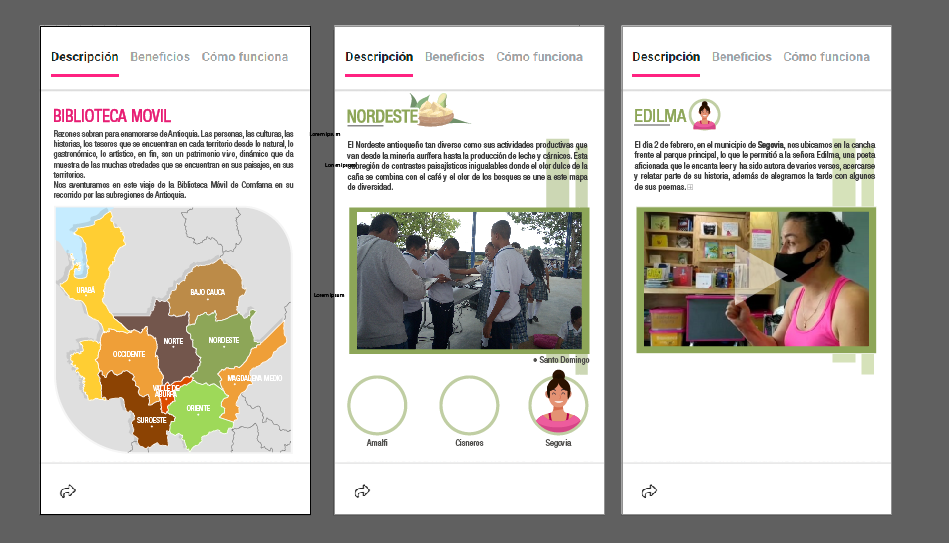 Descripción Beneficios Cómo funciona
BIBLIOTECA MOVIL
Razones sobran para enamorarse de Antioquia. Las personas, las culturas, las
historias, los tesoros que se encuentran en cada territorio desde lo natural, lo
gastronómico, lo artístico, en fin, son un patrimonio vivo, dinámico que da
muestra de las muchas otredades que se encuentran en sus paisajes, en sus
territorios.
Nos aventuramos en este viaje de la Biblioteca Móvil de Comfama en su
recorrido por las subregiones de Antioquia.
URABÁ
BAJO CAUCA
NORTE
NORDESTE
OCCIDENTE
MAGDALENA MEDIO
VALLE DE
ABURRÁ
ORIENTE
SUROESTE
Lorem ipsum
Lorem ipsum
Lorem ipsum
Descripción Beneficios Cómo funciona
NORDESTE
El Nordeste antioqueño tan diverso como sus actividades productivas que
van desde la minería aurífera hasta la producción de leche y cárnicos. Esta
subregión de contrastes paisajísticos inigualables donde el olor dulce de la
caña se combina con el café y el olor de los bosques se une a este mapa
de diversidad.
• Santo Domingo
Amalfi
Cisneros
Segovia
Descripción Beneficios Cómo funciona
EDILMA
El día 2 de febrero, en el municipio de Segovia, nos ubicamos en la cancha
frente al parque principal, lo que le permitió a la señora Edilma, una poeta
aficionada que le encanta leer y ha sido autora de varios versos, acercarse
y relatar parte de su historia, además de alegrarnos la tarde con algunos
de sus poemas.